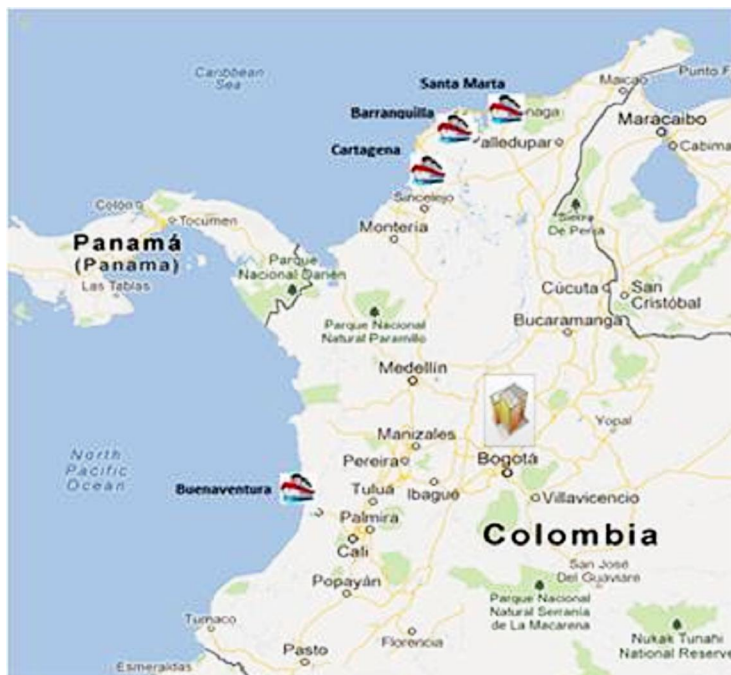 Caribbean
Sea
Santa Marta
Maicao
Punto F
Barranquilla
naga
Maracaibo
Cartagena
alledupar
Cabima
Sincelejo
Colón
Tocumen
Montería
Sierra
De Perija
Panamá
(Panama)
Las Tablas
Parque
Nacional Darién
Cúcuta
San
Cristóbal
Parque Nacional
Natural Paramillo
Bucaramanga
Medellín
Yopal
Manizales
North
Pacific
Ocean
Pereira
Bogotá
Buenaventura
Tuluá
Ibagué
Villavicencio
Palmira
Colombia
Cali
San José
Del Guaviare
Popayán
Parque Nacional
Natural Serranía
de La Macarena
Tumaco
Florencia
Nukak Tunahi
National Reserve
Pasto
Esmeraldas